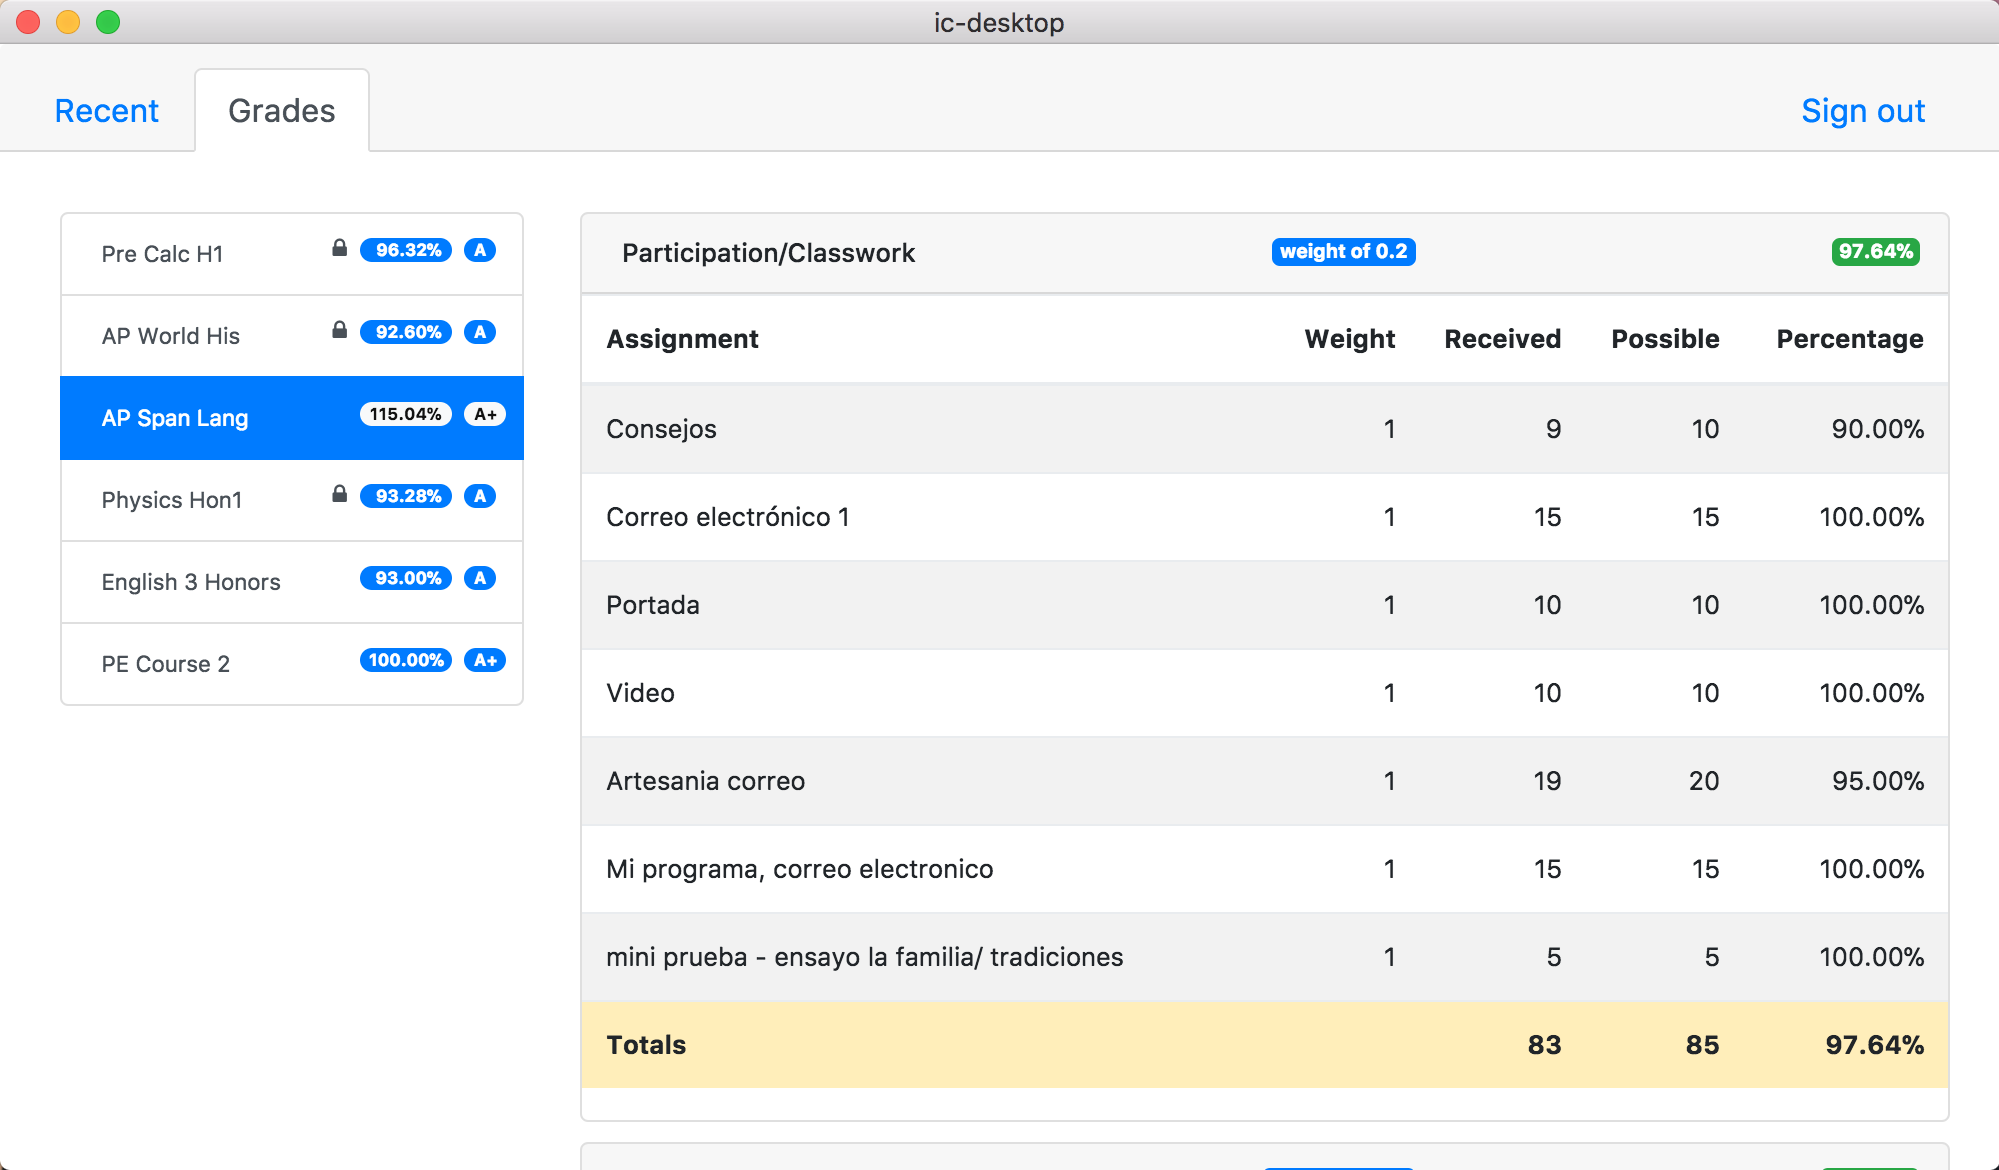 ic-desktop
Recent Grades Sign out
Pre Calc H1 96.32% A
AP World His 92.60% A
AP Span Lang 115.04% A+
Physics Hon1 93.28% A
English 3 Honors 93.00% A
PE Course 2 100.00% A+
Participation/Classwork weight of 0.2 97.64%
Assignment Weight Received Possible Percentage
Consejos 1 9 10 90.00%
Correo electrónico 1 1 15 15 100.00%
Portada 1 10 10 100.00%
Video 1 10 10 100.00%
Artesania correo 1 19 20 95.00%
Mi programa, correo electronico 1 15 15 100.00%
mini prueba - ensayo la familia/ tradiciones 1 5 5 100.00%
Totals 83 85 97.64%